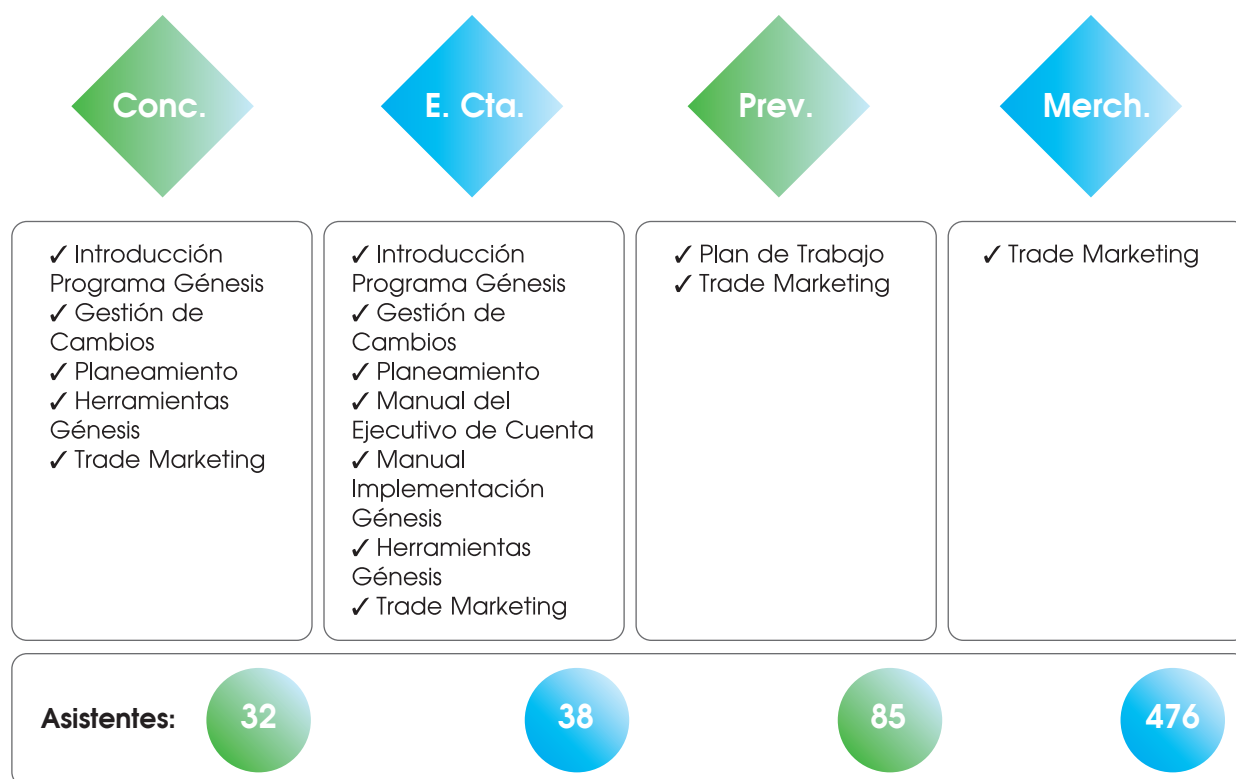 Conc.
E. Cta.
Prev.
Merch.
✓ Introducción
Programa Génesis
✓ Gestión de
Cambios
✓ Planeamiento
✓ Herramientas
Génesis
✓ Trade Marketing
✓ Introducción
Programa Génesis
✓ Gestión de
Cambios
✓ Planeamiento
✓ Manual del
Ejecutivo de Cuenta
✓ Manual
Implementación
Génesis
✓ Herramientas
Génesis
✓ Trade Marketing
✓ Plan de Trabajo
✓ Trade Marketing
✓ Trade Marketing
Asistentes: 32 38 85 476